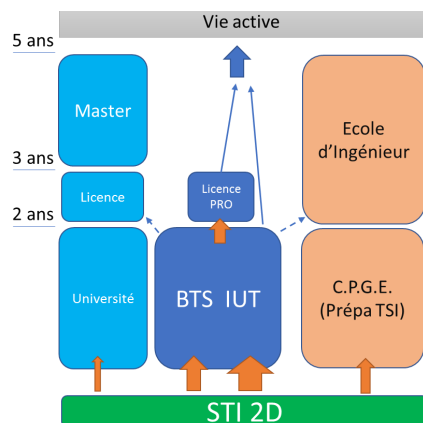 Vie active
5 ans
Master
Ecole
d'Ingénieur
3 ans
Licence
Licence
PRO
2 ans
Université
BTS IUT
C.P.G.E.
(Prépa TSI)
STI 2D